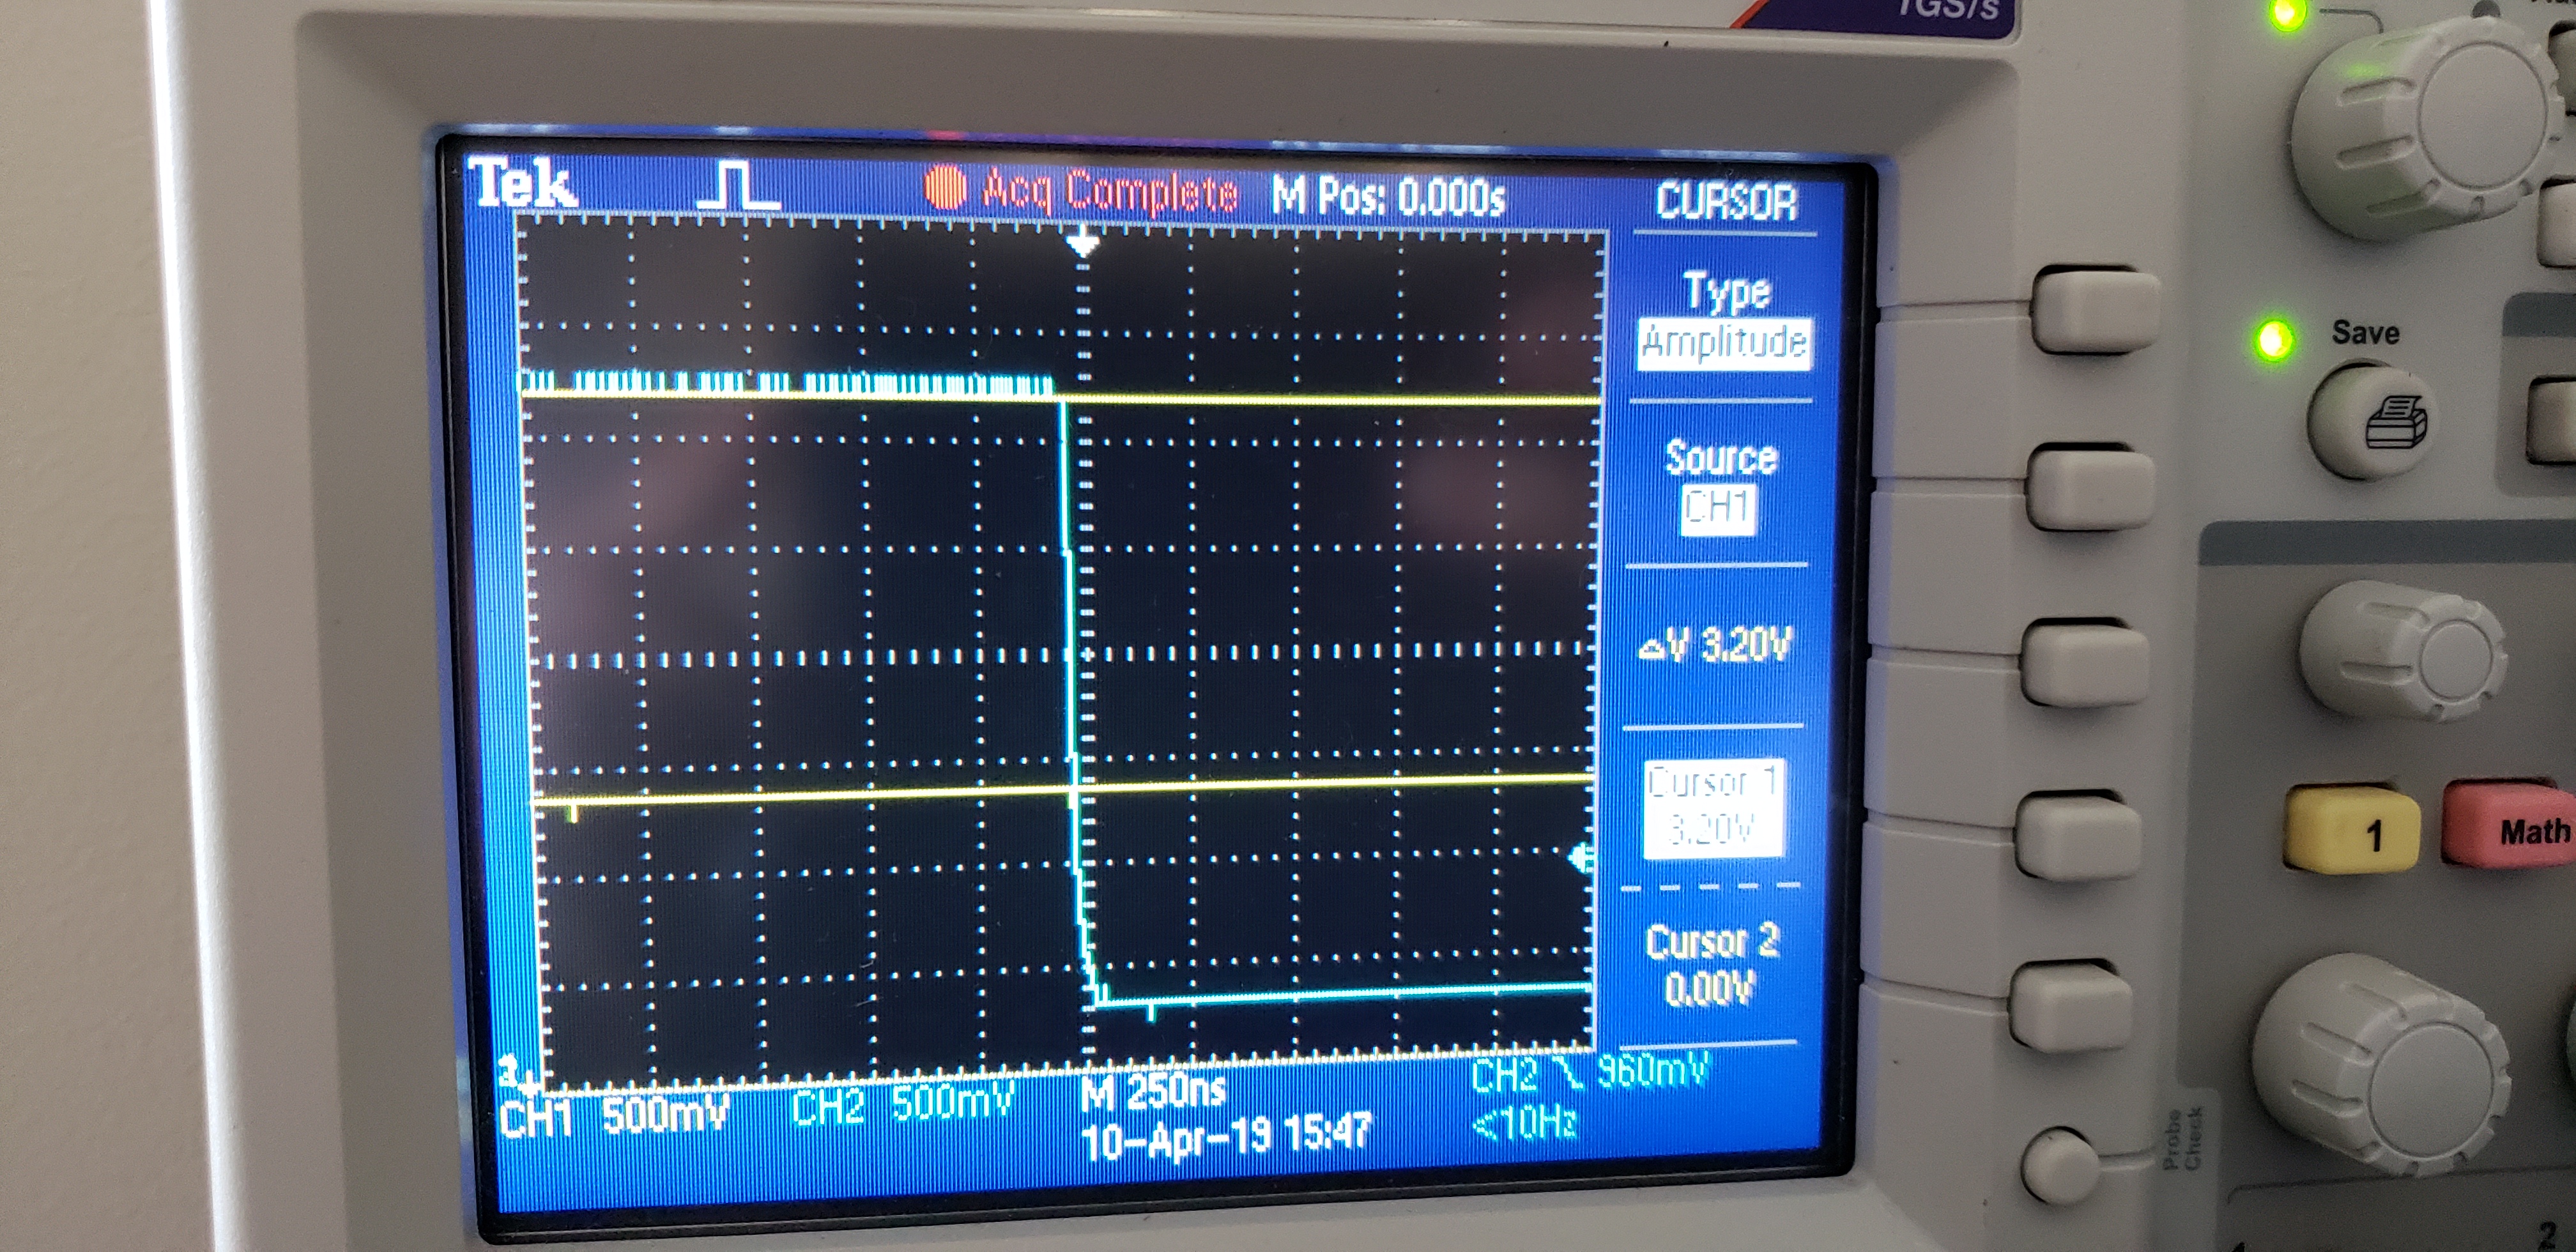 1GS/s
Tek
Acq Complete
M Pos: 0.000s
CURSOR
Type
Amplitude
Source
CH1
△V 3.20V
Cursor 1
3.20V
Cursor 2
0.00V
CH1 500mV
CH2 500mV
M 250ns
CH2 \ 960mV
10-Apr-19 15:47
<10Hz
Save
1
Math
Probe
Check
2